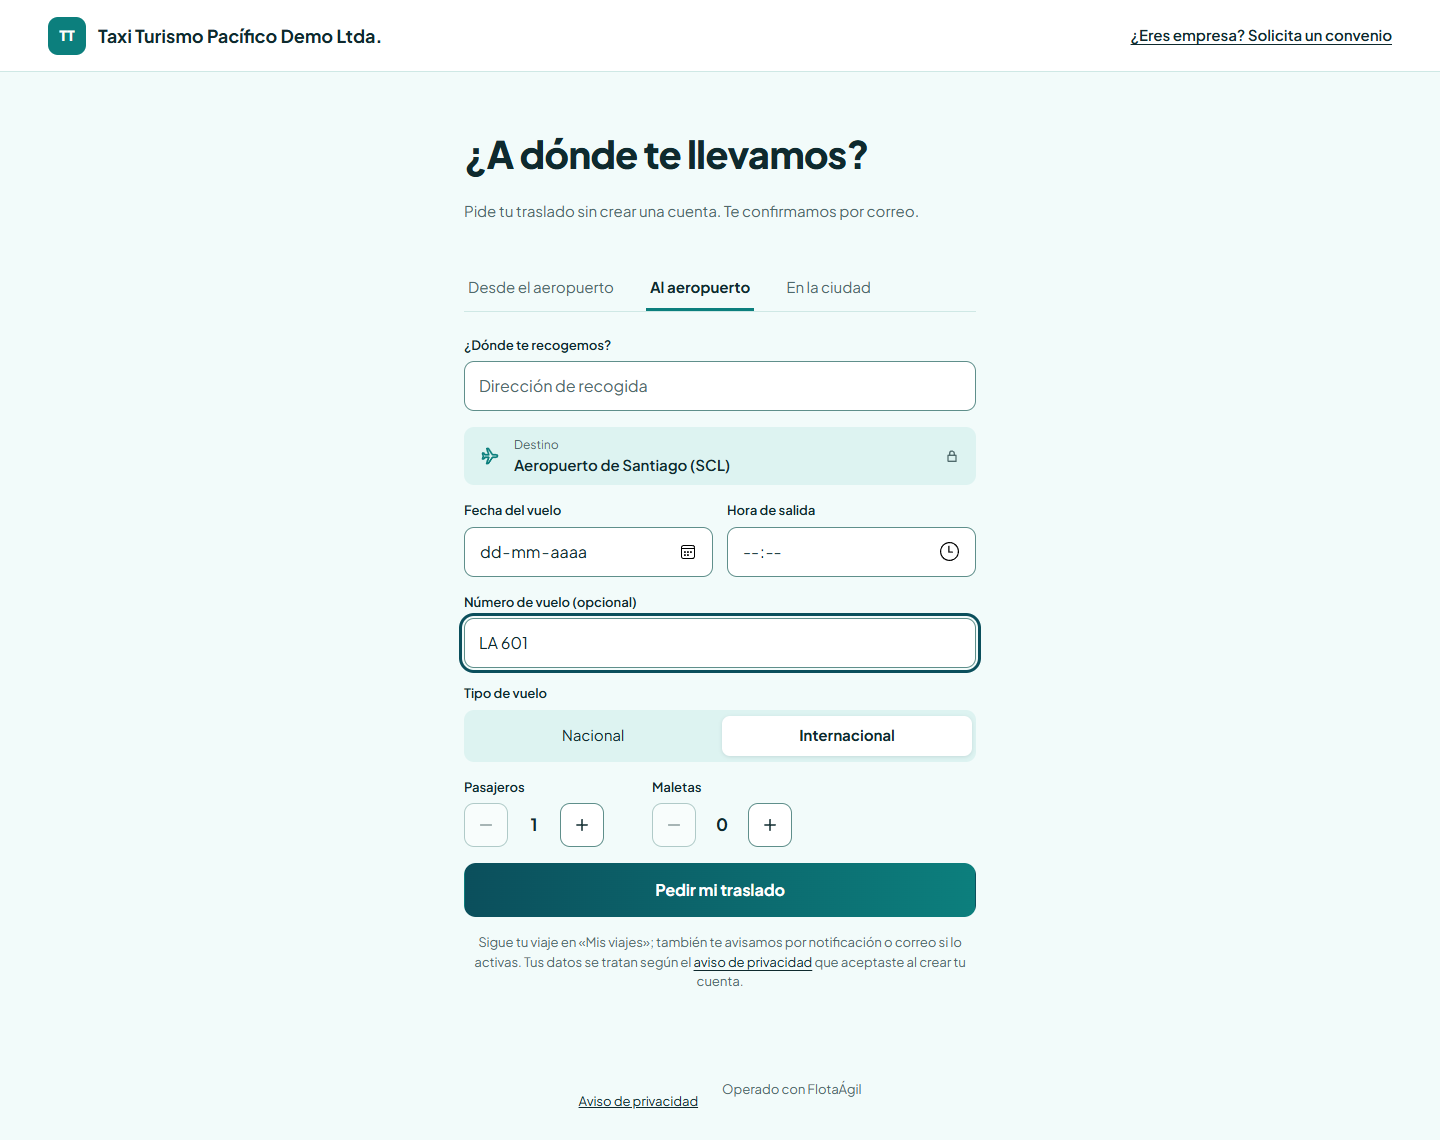 TT
Taxi Turismo Pacífico Demo Ltda.
¿Eres empresa? Solicita un convenio
¿A dónde te llevamos?
Pide tu traslado sin crear una cuenta. Te confirmamos por correo.
Desde el aeropuerto
Al aeropuerto
En la ciudad
¿Dónde te recogemos?
Dirección de recogida
Destino
Aeropuerto de Santiago (SCL)
Fecha del vuelo
Hora de salida
dd-mm-aaaa
--:--
Número de vuelo (opcional)
LA 601
Tipo de vuelo
Nacional
Internacional
Pasajeros
Maletas
− 1 +
− 0 +
Pedir mi traslado
Sigue tu viaje en «Mis viajes»; también te avisamos por notificación o correo si lo
activas. Tus datos se tratan según el aviso de privacidad que aceptaste al crear tu
cuenta.
Aviso de privacidad
Operado con FlotaÁgil